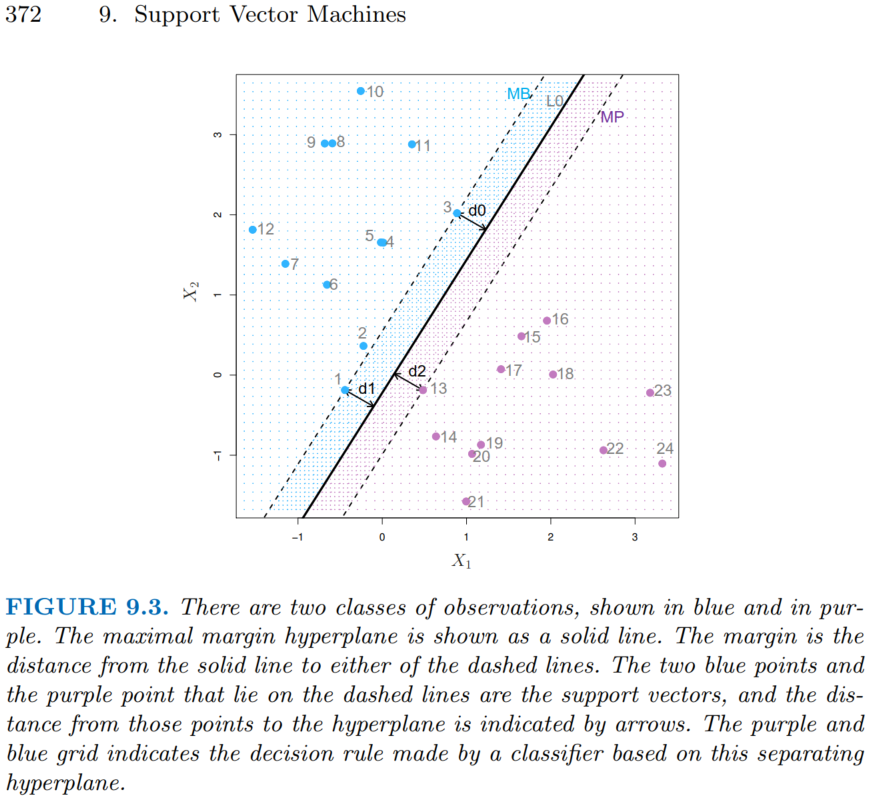 372 9. Support Vector Machines
MB
L0
MP
10
9
8
11
3
d0
12
5
4
7
6
2
1
d1
d2
13
16
15
17
18
23
14
19
20
22
24
21
3
2
1
0
−1
X2
−1 0 1 2 3
X1
FIGURE 9.3. There are two classes of observations, shown in blue and in pur-
ple. The maximal margin hyperplane is shown as a solid line. The margin is the
distance from the solid line to either of the dashed lines. The two blue points and
the purple point that lie on the dashed lines are the support vectors, and the dis-
tance from those points to the hyperplane is indicated by arrows. The purple and
blue grid indicates the decision rule made by a classifier based on this separating
hyperplane.